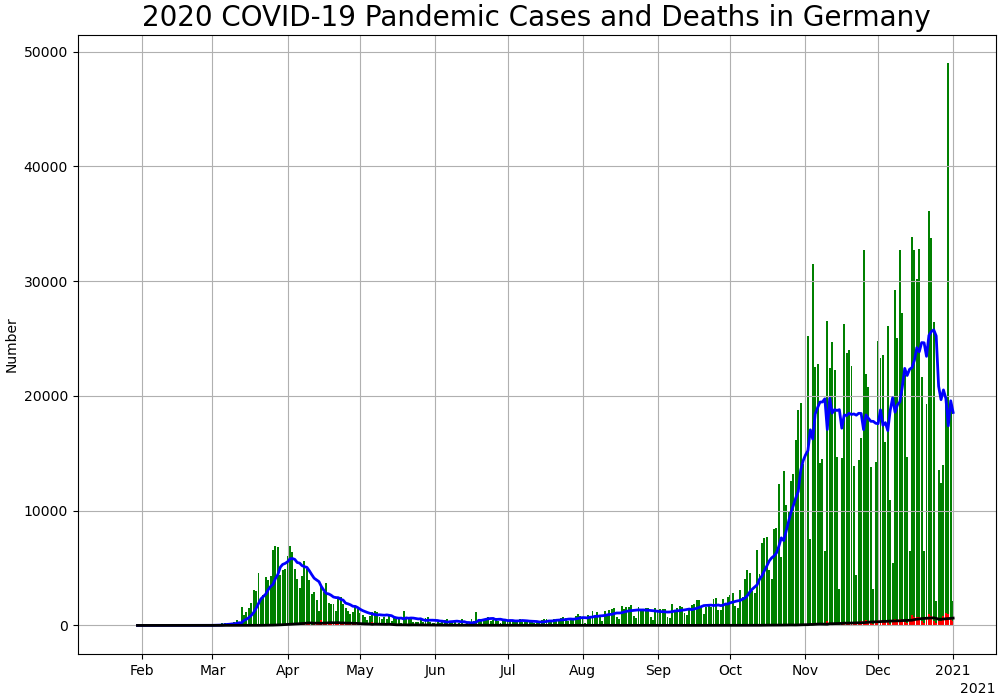 2020 COVID-19 Pandemic Cases and Deaths in Germany
50000
40000
30000
20000
10000
0
Number
Feb Mar Apr May Jun Jul Aug Sep Oct Nov Dec 2021
2021